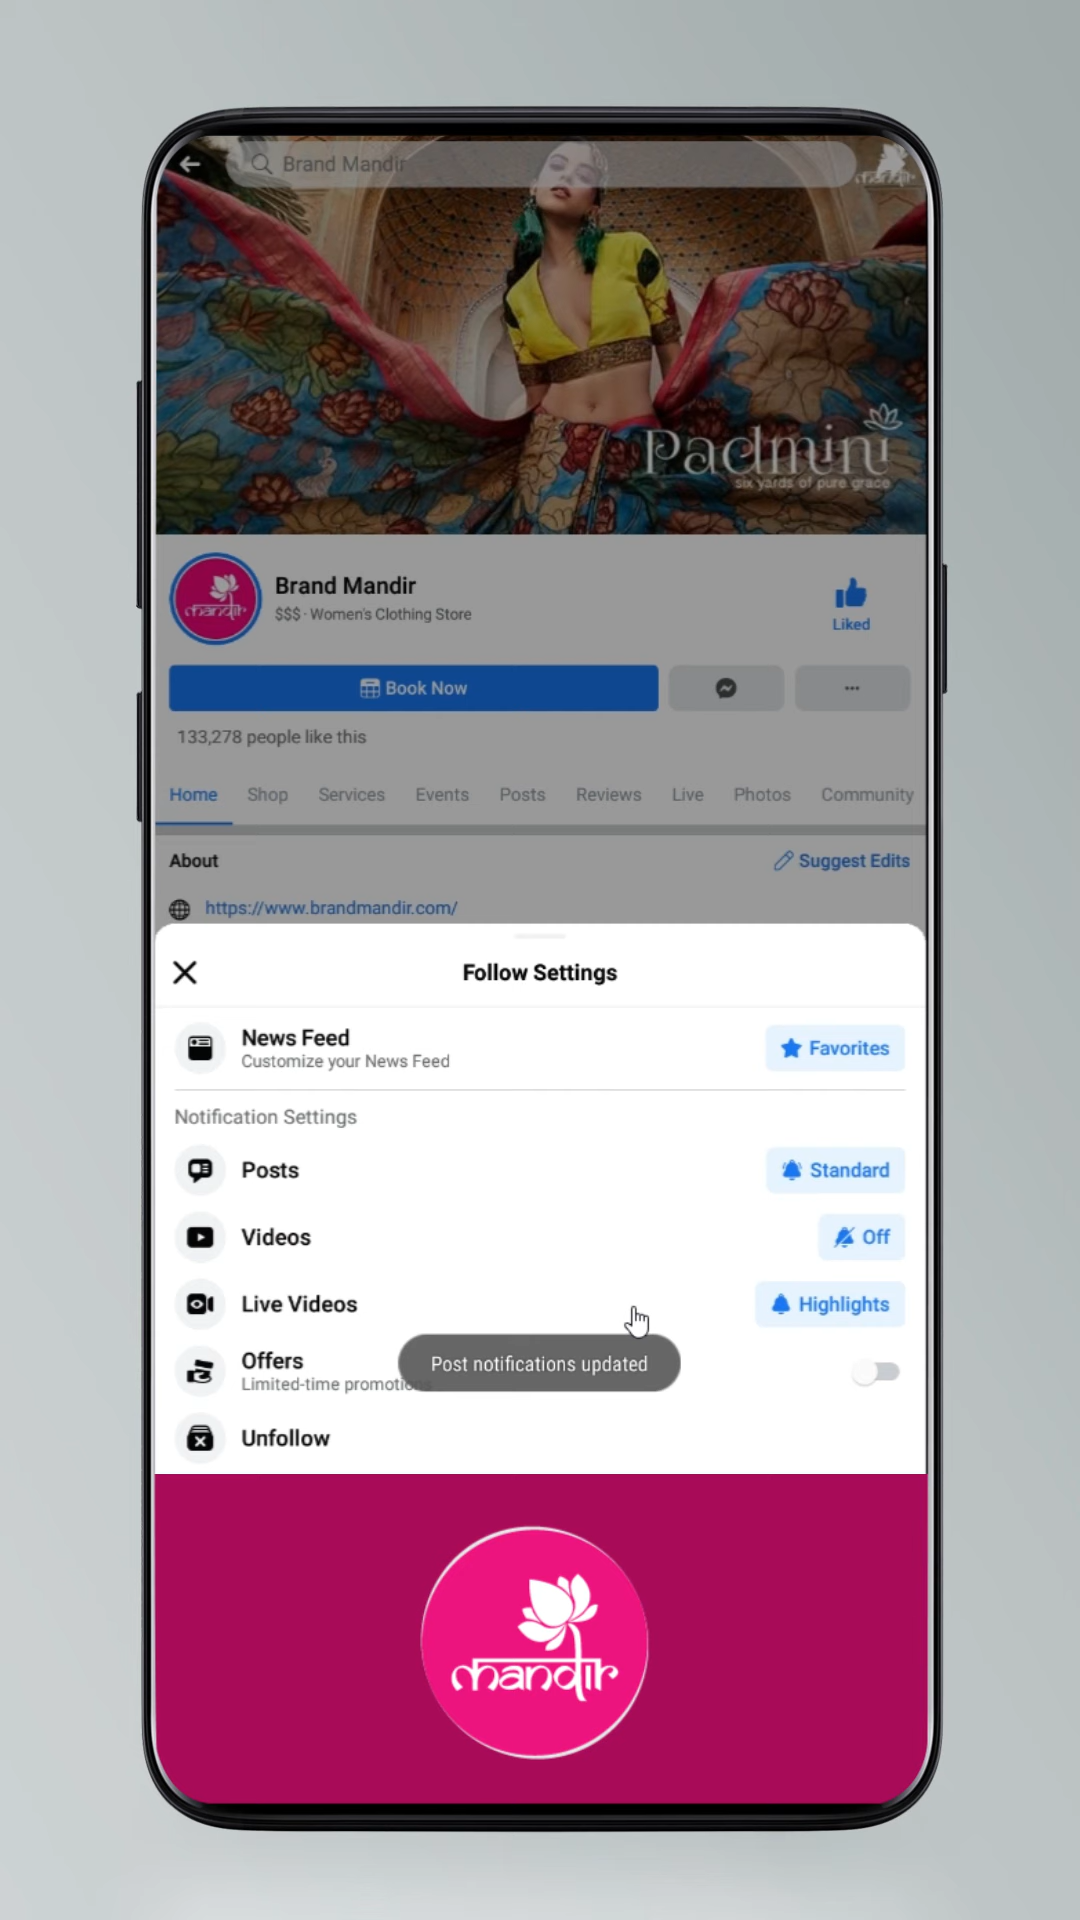 Brand Mandir
mandir
Padmini
six yards of pure grace
mandir
Brand Mandir
$$$ · Women's Clothing Store
Liked
Book Now
133,278 people like this
Home Shop Services Events Posts Reviews Live Photos Community
About
Suggest Edits
https://www.brandmandir.com/
Follow Settings
News Feed
Customize your News Feed
Favorites
Notification Settings
Posts
Standard
Videos
Off
Live Videos
Highlights
Offers
Limited-time promotions
Post notifications updated
Unfollow
mandir